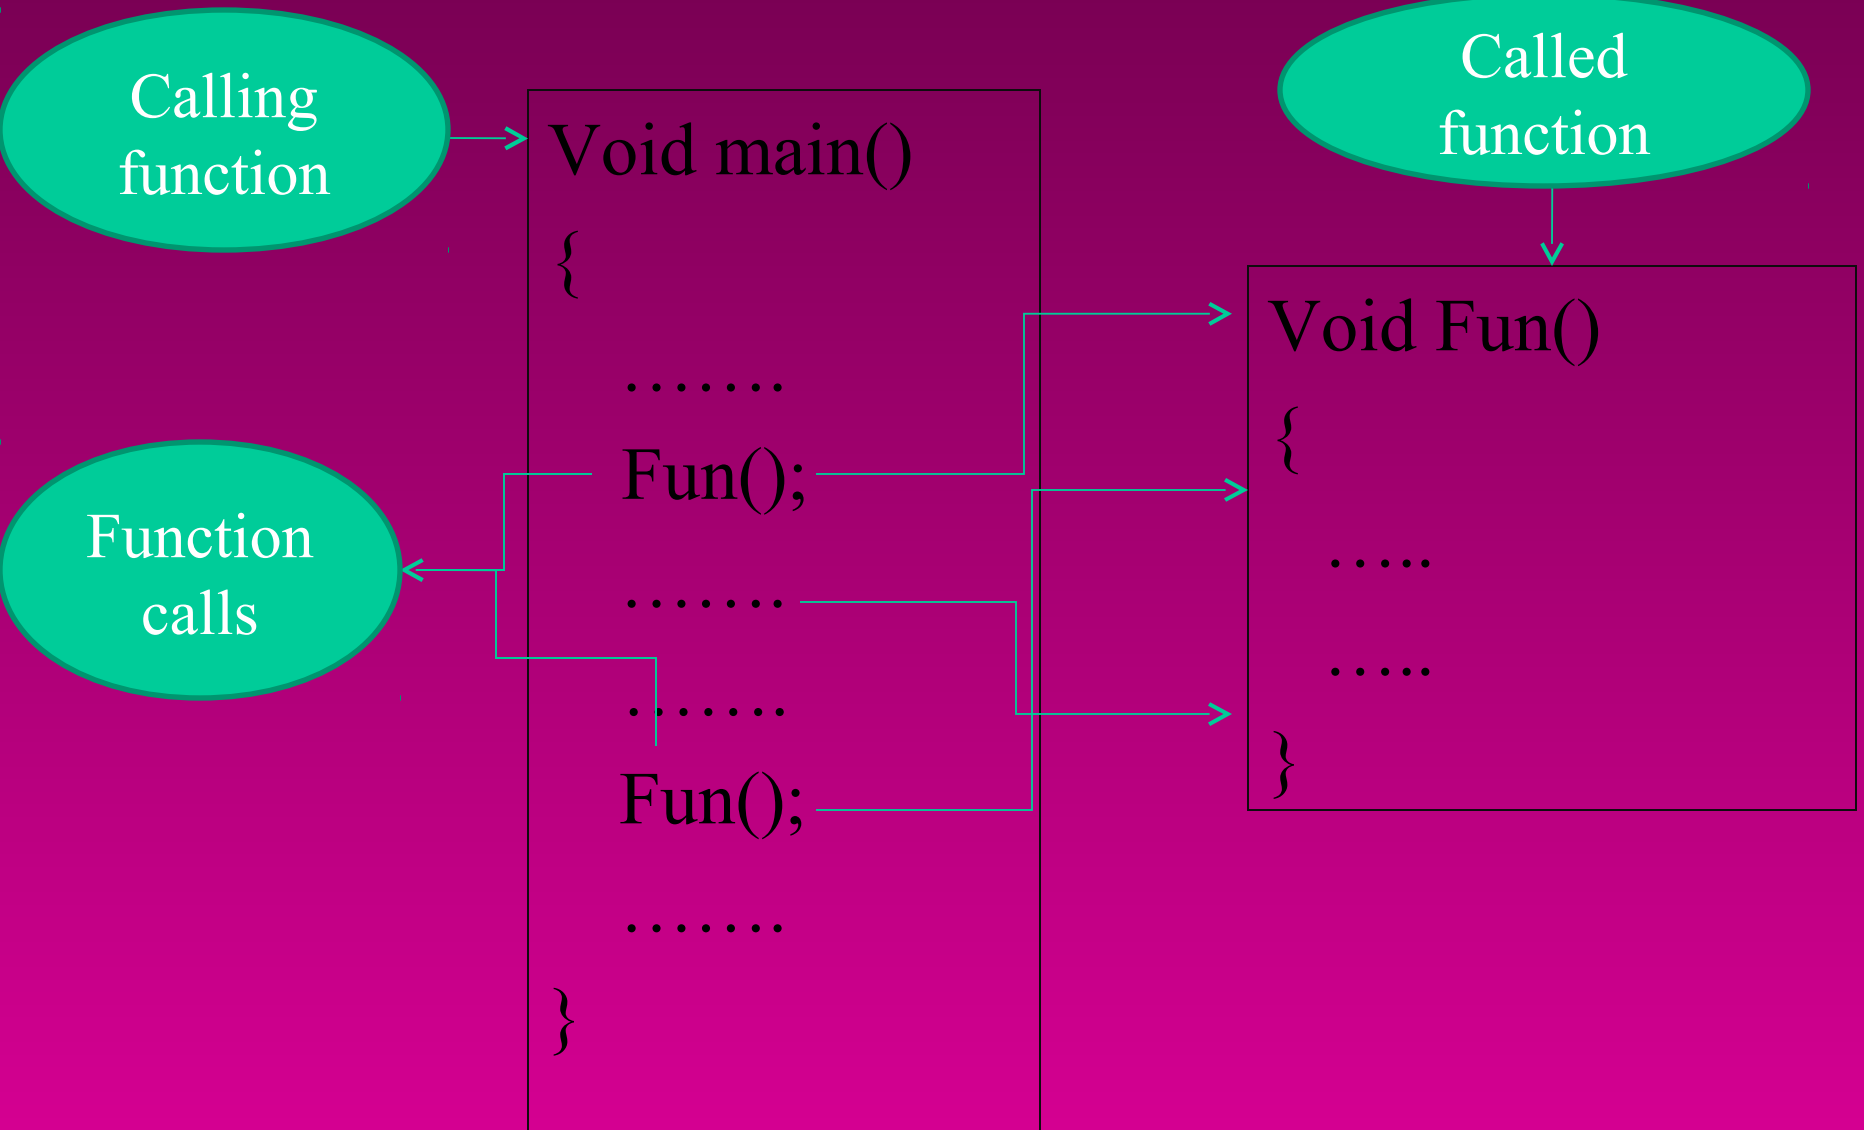 Calling
function
Void main()
{
.......
Fun();
.......
.......
Fun();
.......
}
Function
calls
Called
function
Void Fun()
{
.....
.....
}